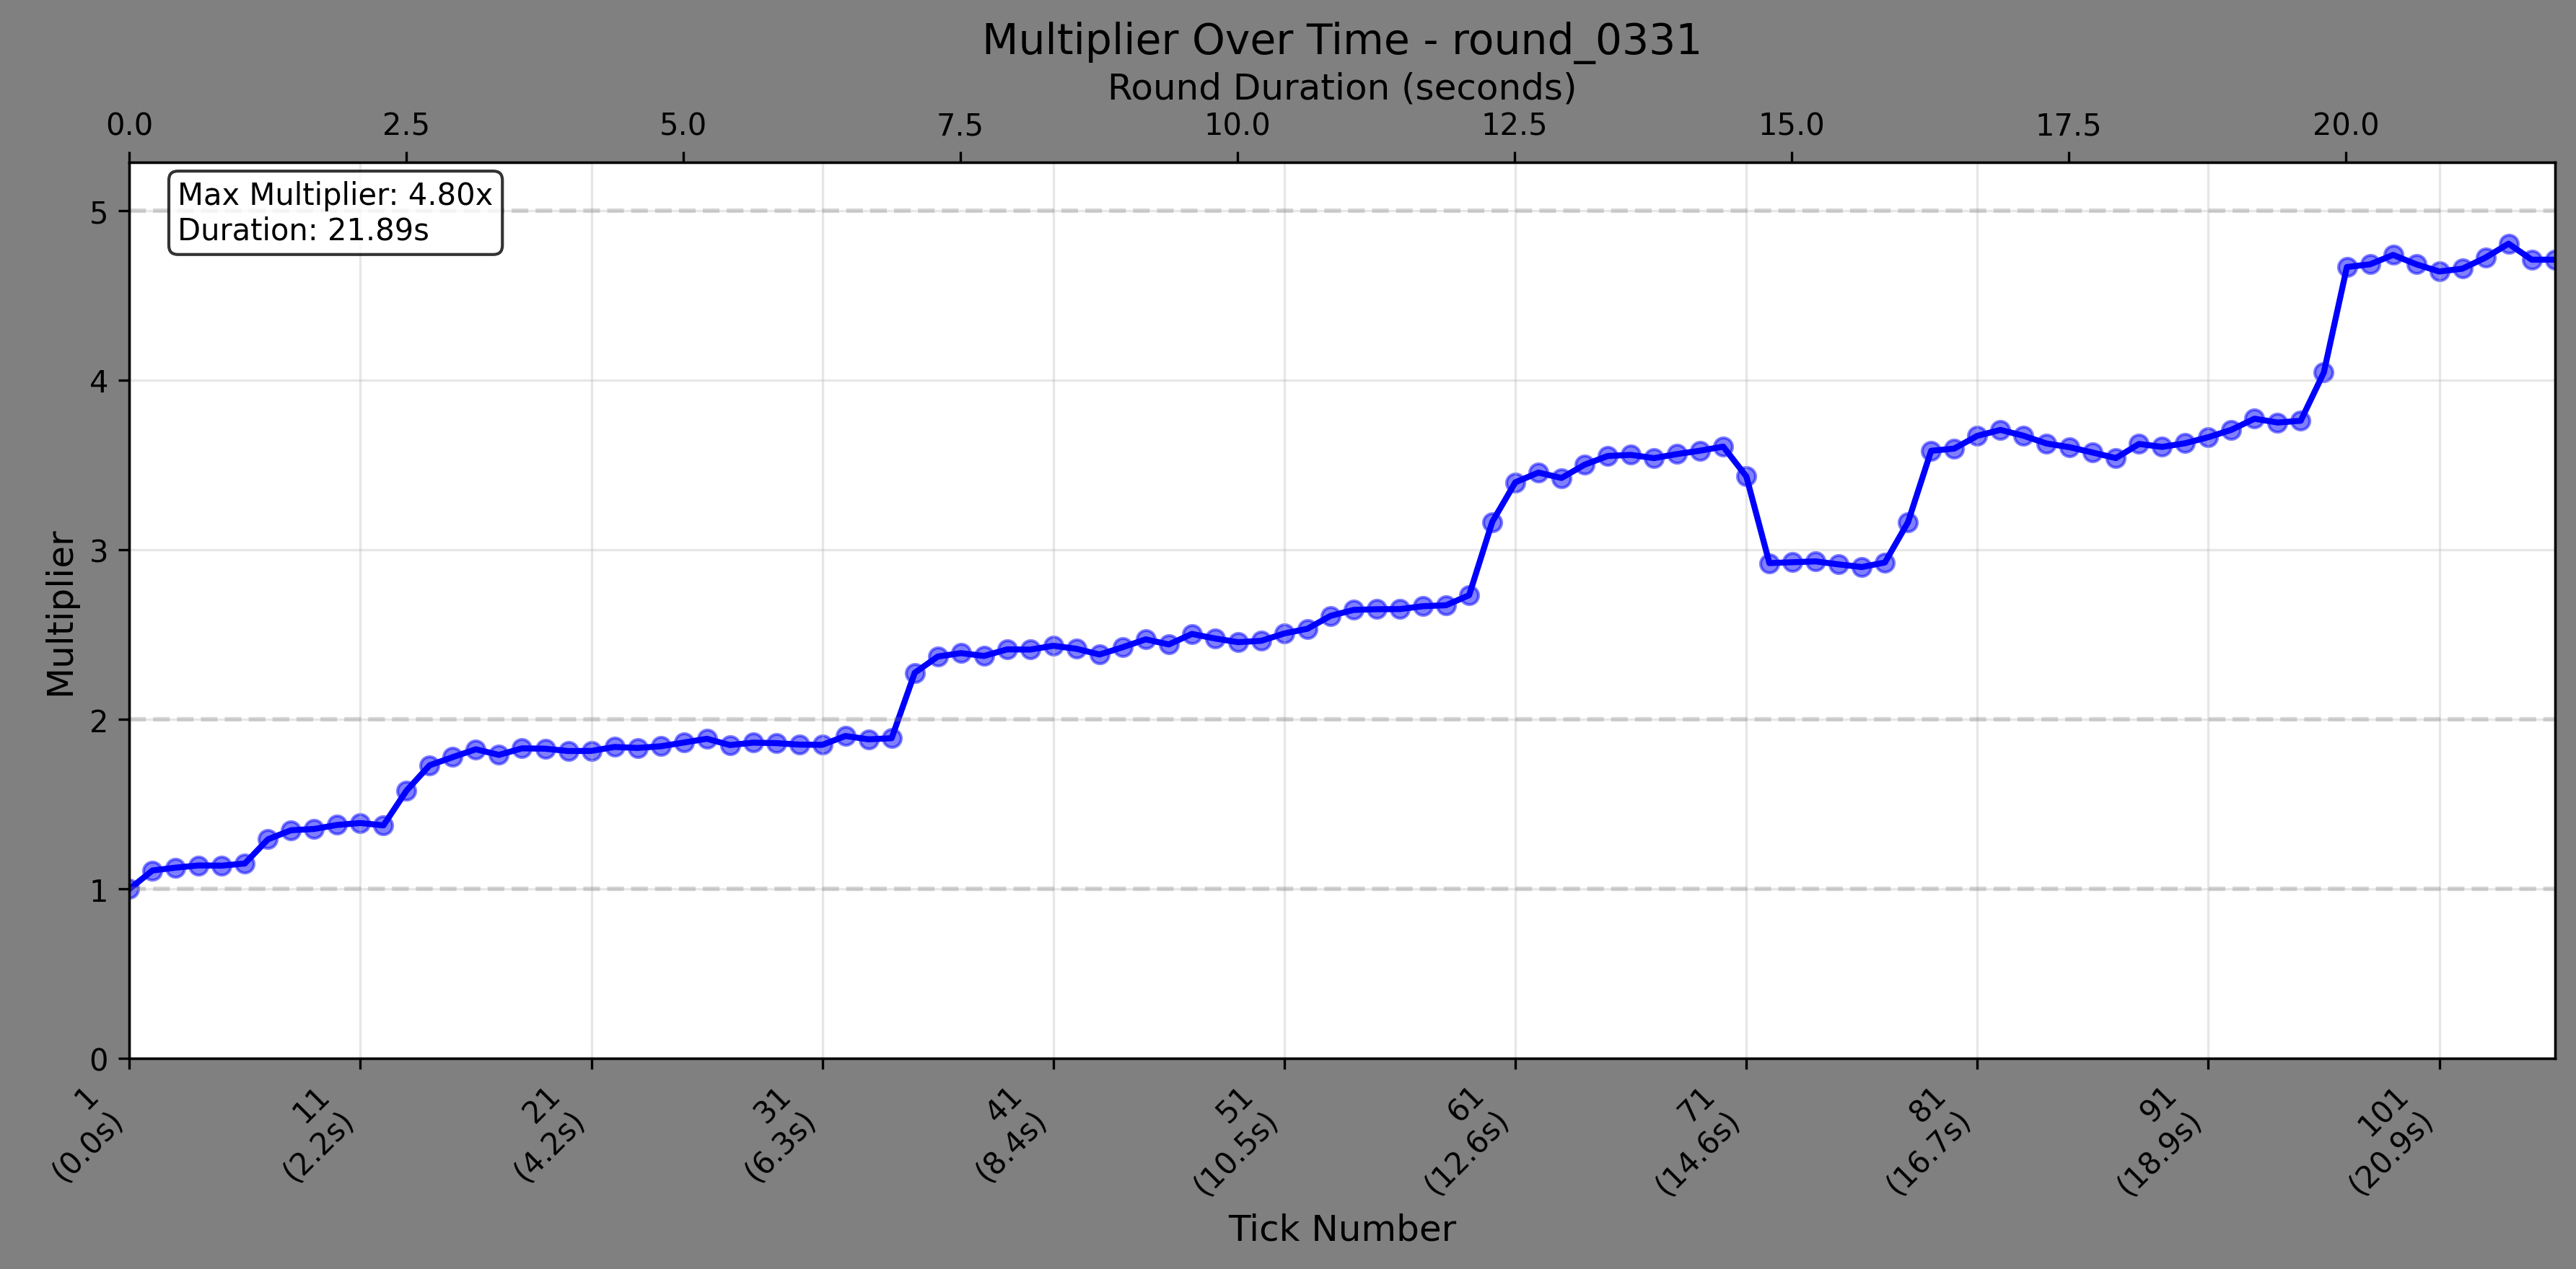 Multiplier Over Time - round_0331
Round Duration (seconds)
0.0 2.5 5.0 7.5 10.0 12.5 15.0 17.5 20.0
Max Multiplier: 4.80x
Duration: 21.89s
5
4
3
2
1
0
Multiplier
1 11 21 31 41 51 61 71 81 91 101
(0.0s) (2.2s) (4.2s) (6.3s) (8.4s) (10.5s) (12.6s) (14.6s) (16.7s) (18.9s) (20.9s)
Tick Number